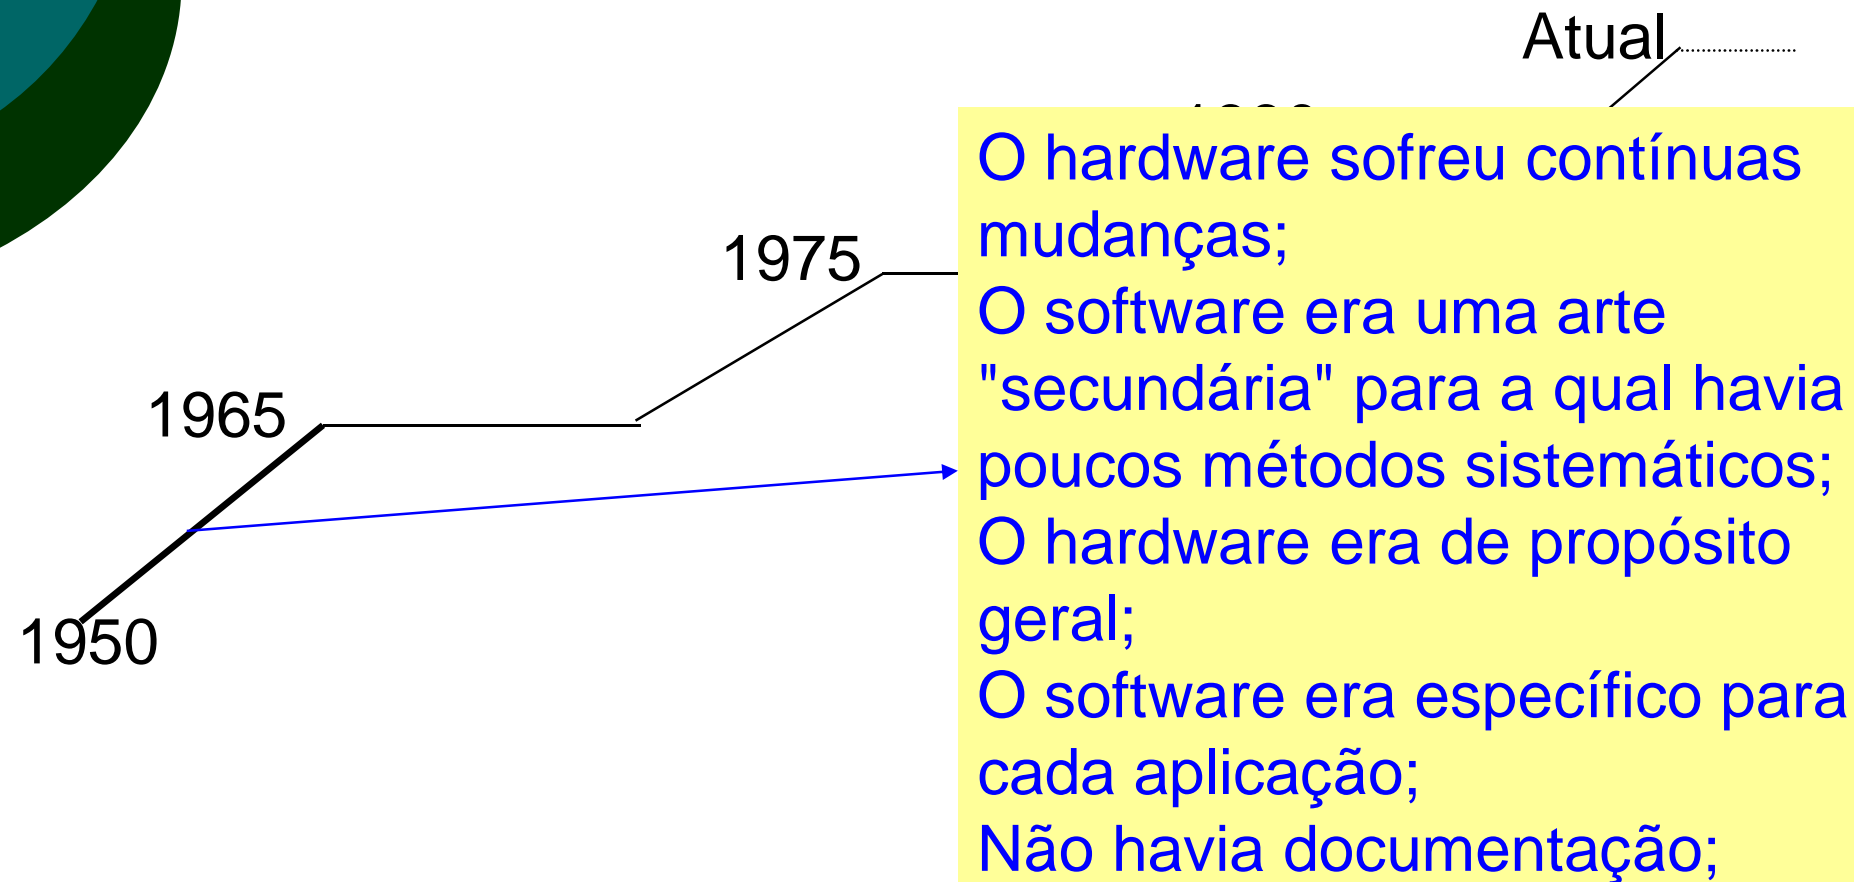 Atual
O hardware sofreu contínuas
mudanças;
1975
O software era uma arte
"secundária" para a qual havia
1965
poucos métodos sistemáticos;
O hardware era de propósito
geral;
1950
O software era específico para
cada aplicação;
Não havia documentação;